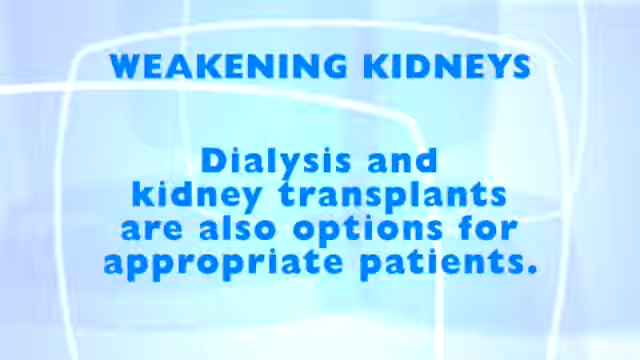 WEAKENING KIDNEYS
Dialysis and
kidney transplants
are also options for
appropriate patients.